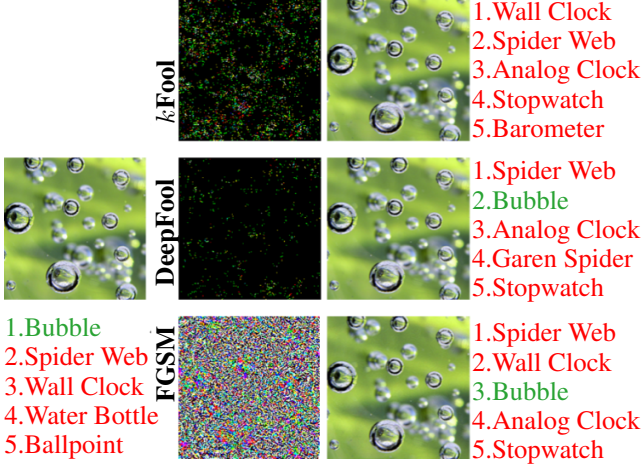 kFool
1.Wall Clock
2.Spider Web
3.Analog Clock
4.Stopwatch
5.Barometer
DeepFool
1.Spider Web
2.Bubble
3.Analog Clock
4.Garen Spider
5.Stopwatch
1.Bubble
2.Spider Web
3.Wall Clock
4.Water Bottle
5.Ballpoint
FGSM
1.Spider Web
2.Wall Clock
3.Bubble
4.Analog Clock
5.Stopwatch